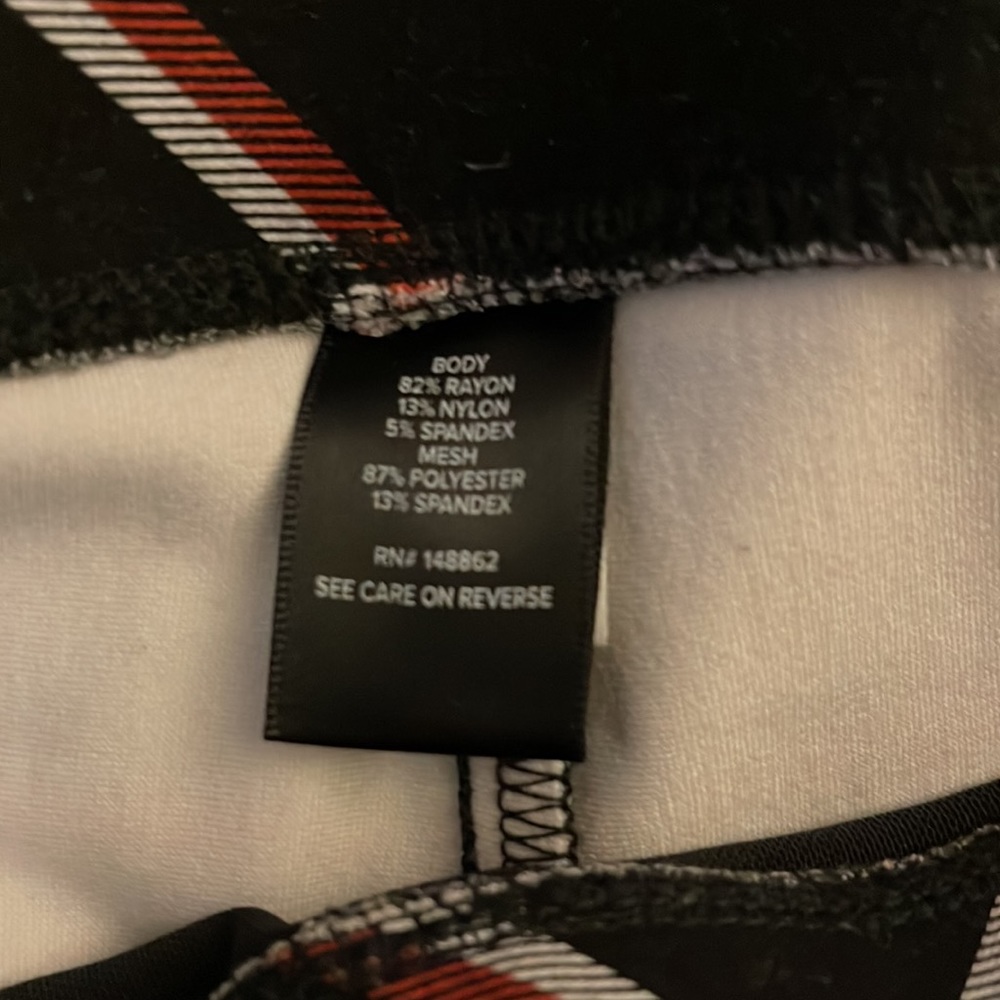 BODY
82% RAYON
13% NYLON
5% SPANDEX
MESH
87% POLYESTER
13% SPANDEX
RN# 148862
SEE CARE ON REVERSE